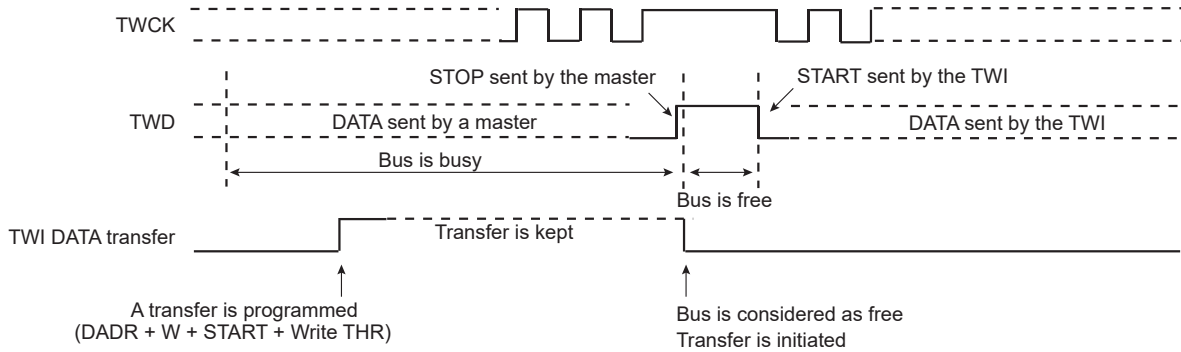 TWCK
STOP sent by the master
START sent by the TWI
TWD
DATA sent by a master
DATA sent by the TWI
Bus is busy
Bus is free
TWI DATA transfer
Transfer is kept
A transfer is programmed
(DADR + W + START + Write THR)
Bus is considered as free
Transfer is initiated